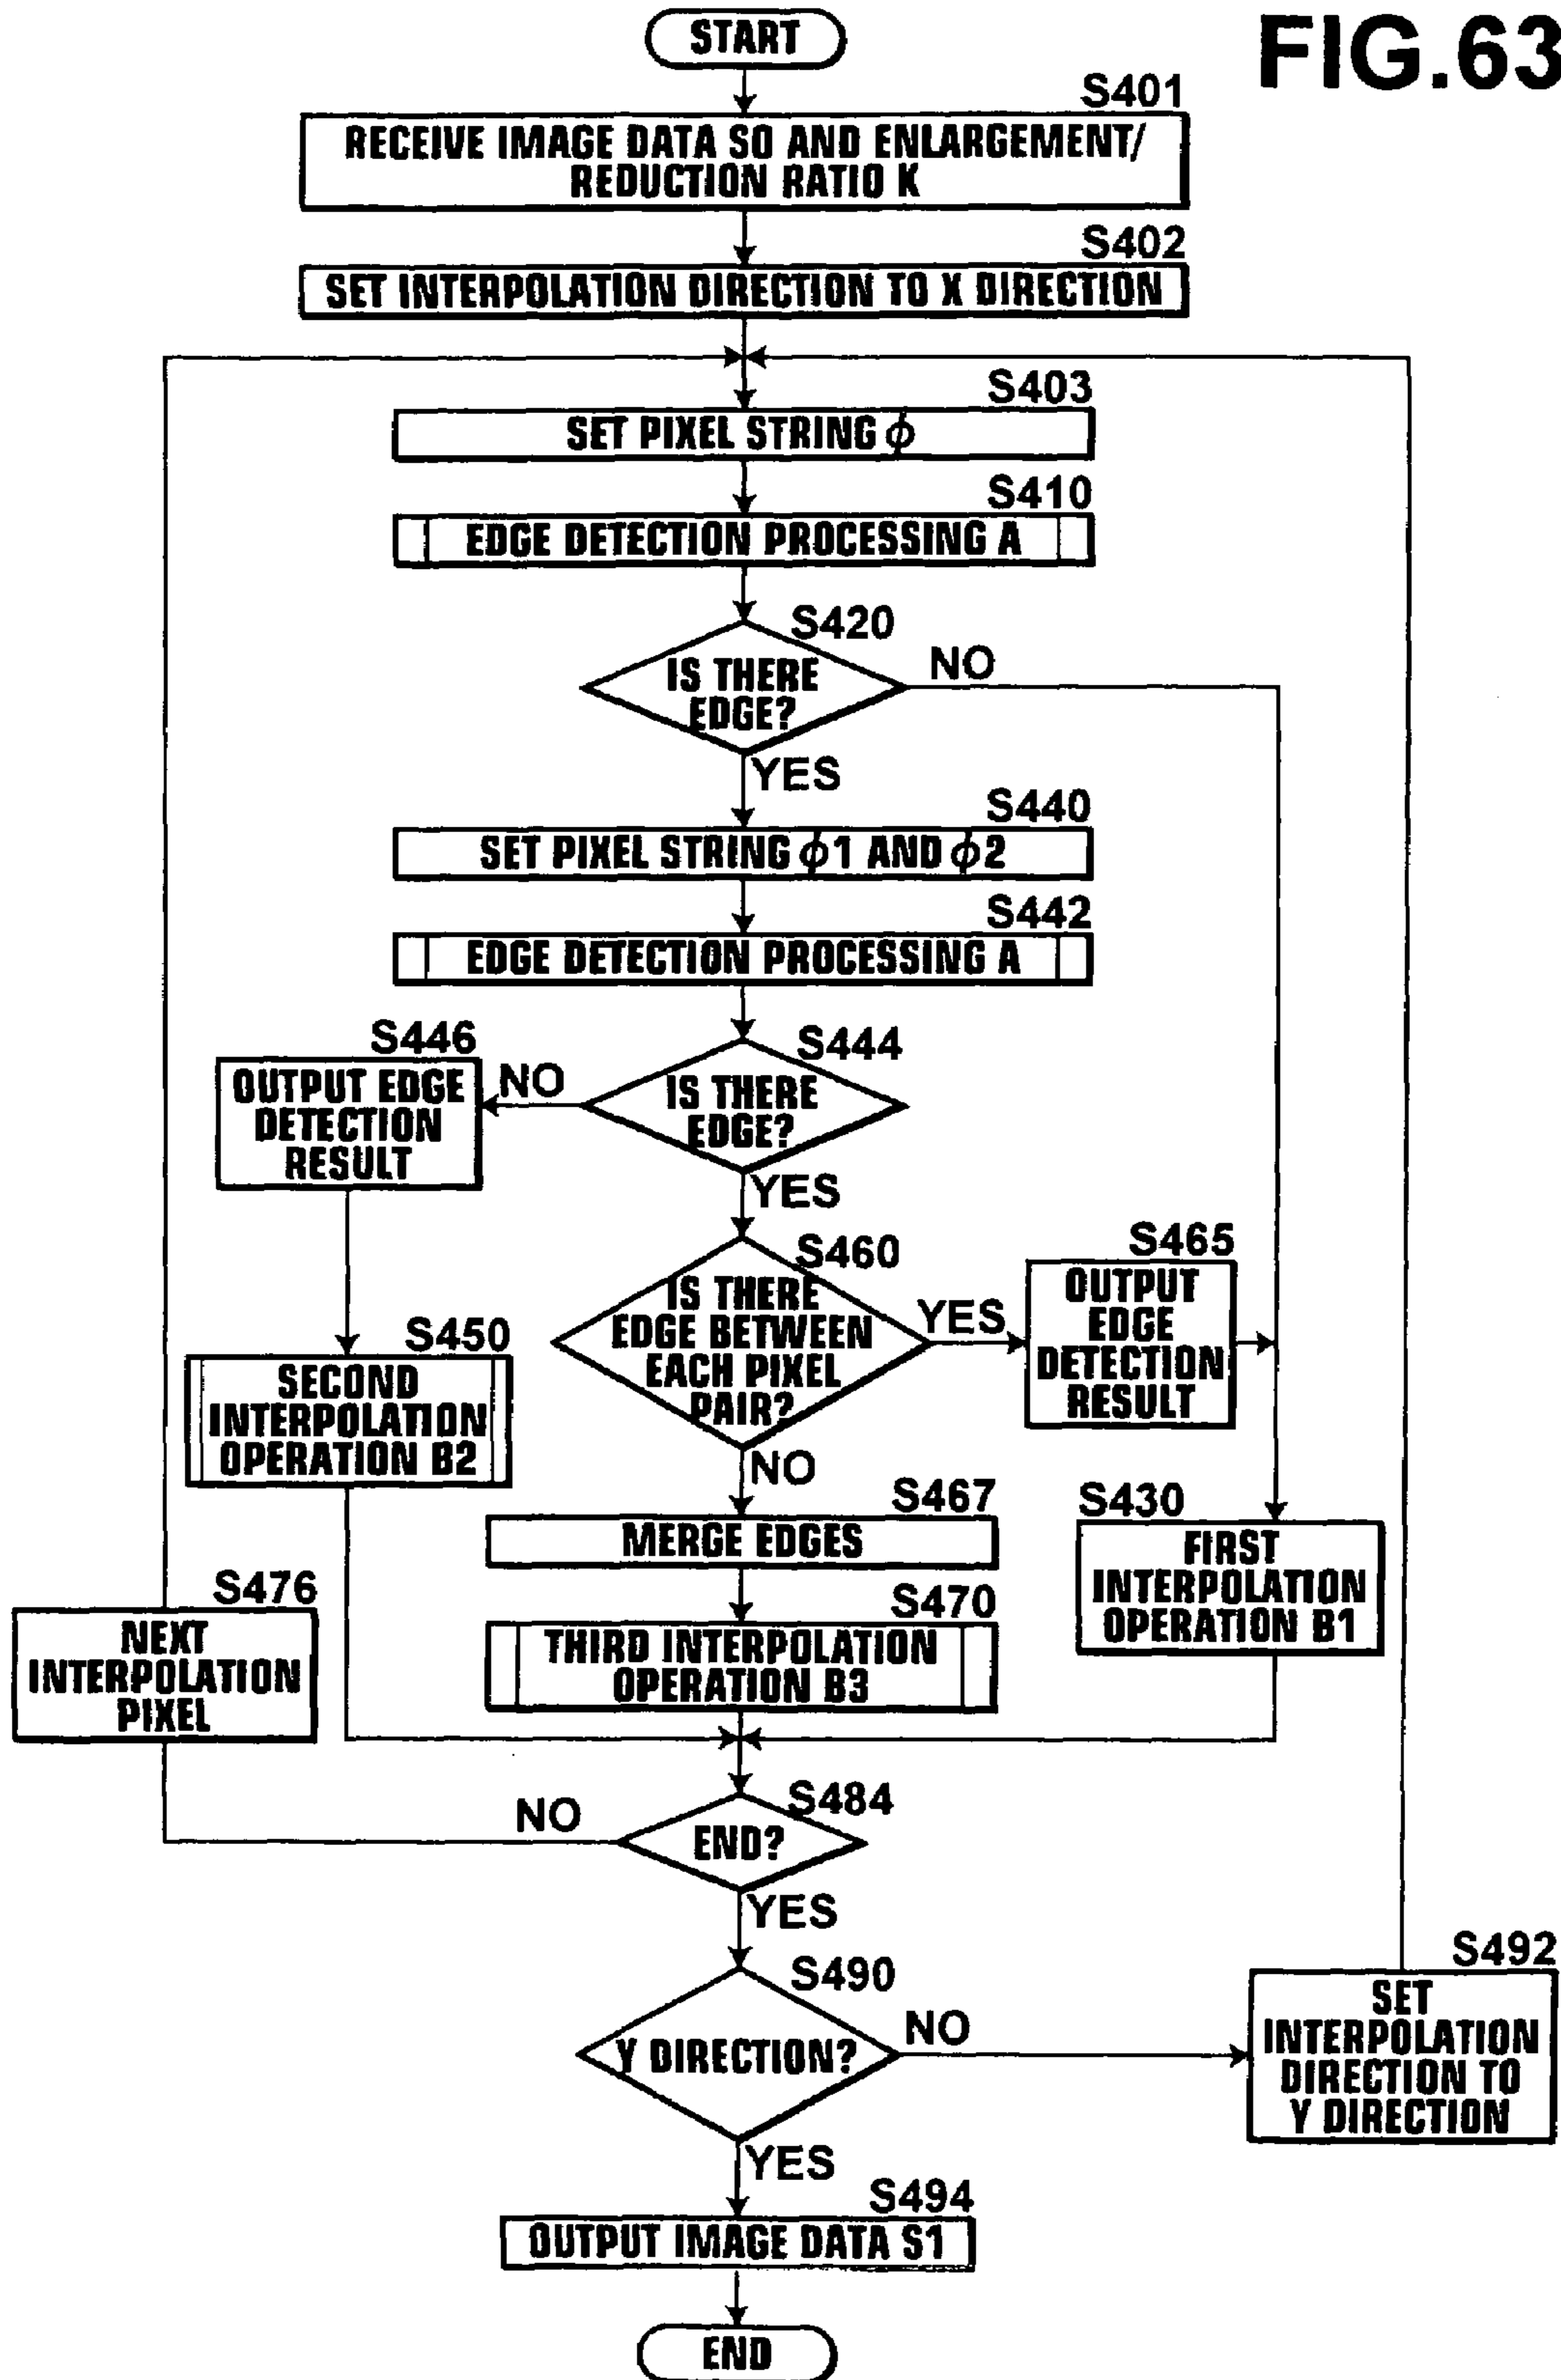 FIG.63
START
S401
RECEIVE IMAGE DATA S0 AND ENLARGEMENT/
REDUCTION RATIO K
S402
SET INTERPOLATION DIRECTION TO X DIRECTION
S403
SET PIXEL STRING ϕ
S410
EDGE DETECTION PROCESSING A
S420
IS THERE
EDGE?
NO
YES
S440
SET PIXEL STRING ϕ1 AND ϕ2
S442
EDGE DETECTION PROCESSING A
S444
IS THERE
EDGE?
NO
YES
S446
OUTPUT EDGE
DETECTION
RESULT
S450
SECOND
INTERPOLATION
OPERATION B2
S460
IS THERE
EDGE BETWEEN
EACH PIXEL
PAIR?
YES
NO
S465
OUTPUT
EDGE
DETECTION
RESULT
S467
MERGE EDGES
S430
FIRST
INTERPOLATION
OPERATION B1
S470
THIRD INTERPOLATION
OPERATION B3
S476
NEXT
INTERPOLATION
PIXEL
S484
END?
NO
YES
S490
Y DIRECTION?
NO
YES
S492
SET
INTERPOLATION
DIRECTION TO
Y DIRECTION
S494
OUTPUT IMAGE DATA S1
END